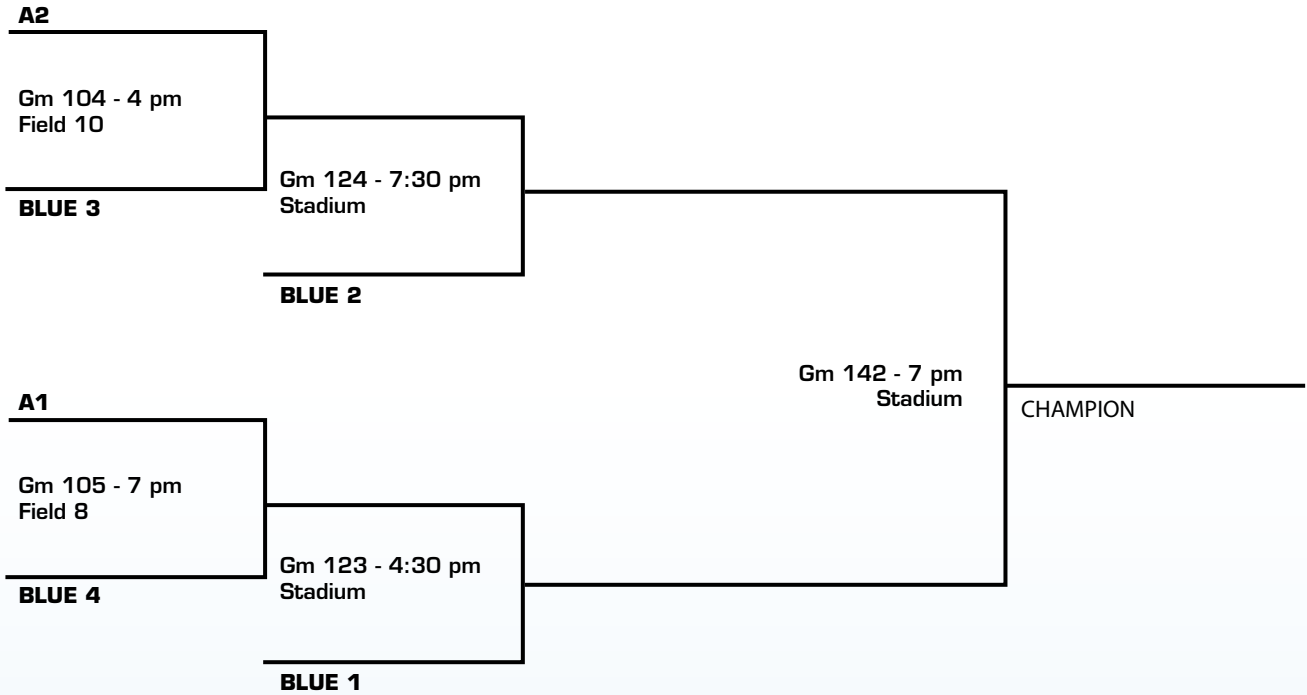 A2
Gm 104 - 4 pm
Field 10
BLUE 3
Gm 124 - 7:30 pm
Stadium
BLUE 2
Gm 142 - 7 pm
Stadium
CHAMPION
A1
Gm 105 - 7 pm
Field 8
BLUE 4
Gm 123 - 4:30 pm
Stadium
BLUE 1